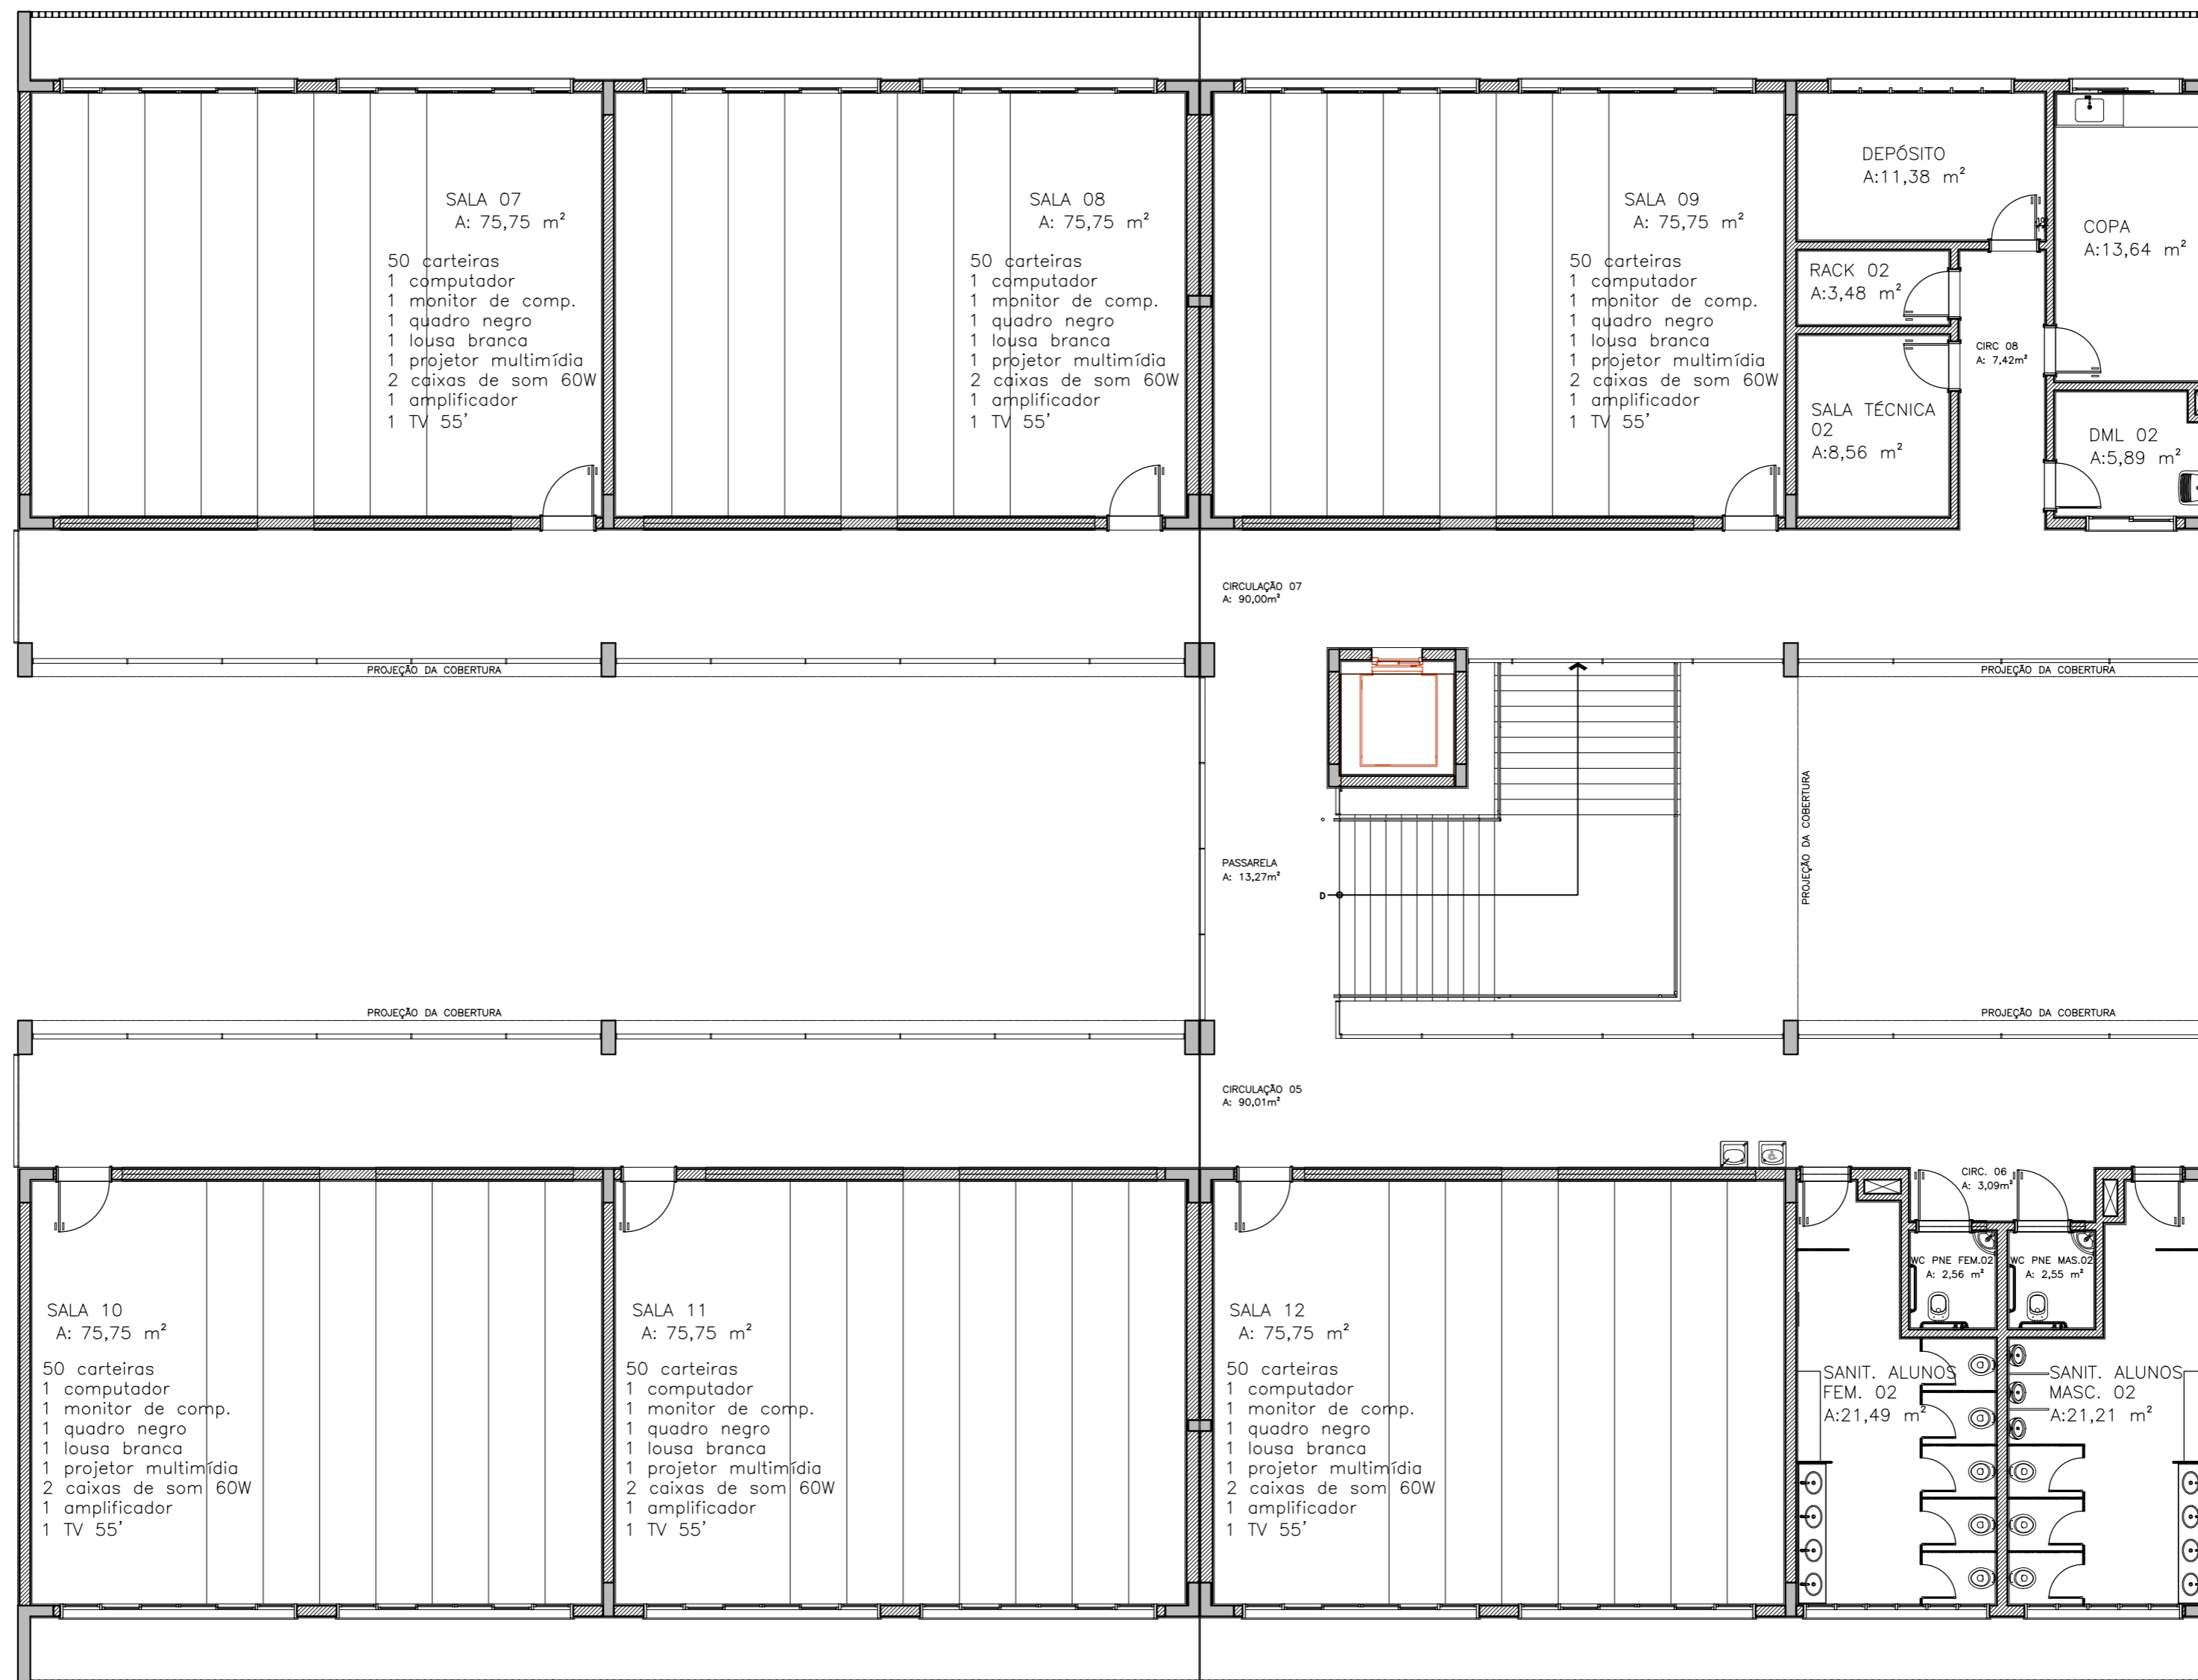 SALA 07
A: 75,75 m²
50 carteiras
1 computador
1 monitor de comp.
1 quadro negro
1 lousa branca
1 projetor multimídia
2 caixas de som 60W
1 amplificador
1 TV 55'
SALA 08
A: 75,75 m²
50 carteiras
1 computador
1 monitor de comp.
1 quadro negro
1 lousa branca
1 projetor multimídia
2 caixas de som 60W
1 amplificador
1 TV 55'
SALA 09
A: 75,75 m²
50 carteiras
1 computador
1 monitor de comp.
1 quadro negro
1 lousa branca
1 projetor multimídia
2 caixas de som 60W
1 amplificador
1 TV 55'
DEPÓSITO
A:11,38 m²
COPA
A:13,64 m²
RACK 02
A:3,48 m²
CIRC 08
A: 7,42m²
SALA TÉCNICA
02
A:8,56 m²
DML 02
A:5,89 m²
CIRCULAÇÃO 07
A: 90,00m²
PROJEÇÃO DA COBERTURA
PROJEÇÃO DA COBERTURA
PROJEÇÃO DA COBERTURA
PASSARELA
A: 13,27m²
D
PROJEÇÃO DA COBERTURA
PROJEÇÃO DA COBERTURA
CIRCULAÇÃO 05
A: 90,01m²
CIRC. 06
A: 3,09m²
WC PNE FEM.02
A: 2,56 m²
WC PNE MAS.02
A: 2,55 m²
SALA 10
A: 75,75 m²
50 carteiras
1 computador
1 monitor de comp.
1 quadro negro
1 lousa branca
1 projetor multimídia
2 caixas de som 60W
1 amplificador
1 TV 55'
SALA 11
A: 75,75 m²
50 carteiras
1 computador
1 monitor de comp.
1 quadro negro
1 lousa branca
1 projetor multimídia
2 caixas de som 60W
1 amplificador
1 TV 55'
SALA 12
A: 75,75 m²
50 carteiras
1 computador
1 monitor de comp.
1 quadro negro
1 lousa branca
1 projetor multimídia
2 caixas de som 60W
1 amplificador
1 TV 55'
SANIT. ALUNOS
FEM. 02
A:21,49 m²
SANIT. ALUNOS
MASC. 02
A:21,21 m²